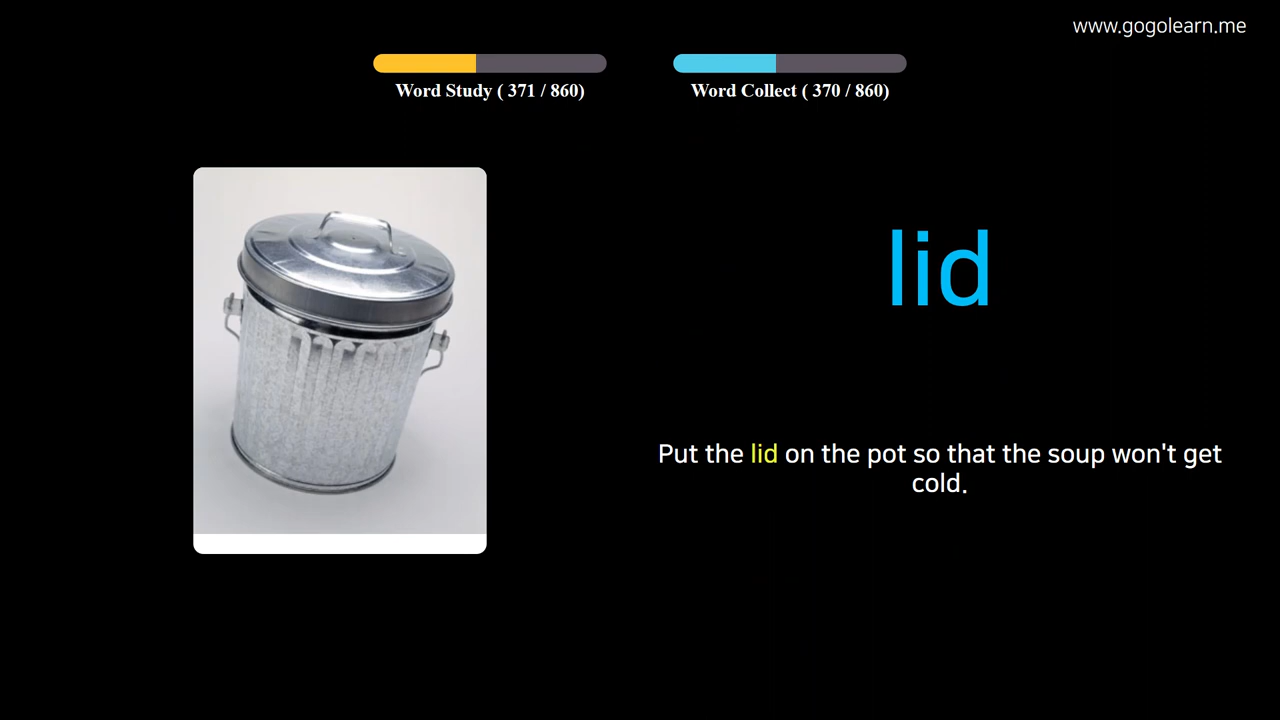 www.gogolearn.me
Word Study ( 371 / 860)
Word Collect ( 370 / 860)
lid
Put the lid on the pot so that the soup won't get
cold.